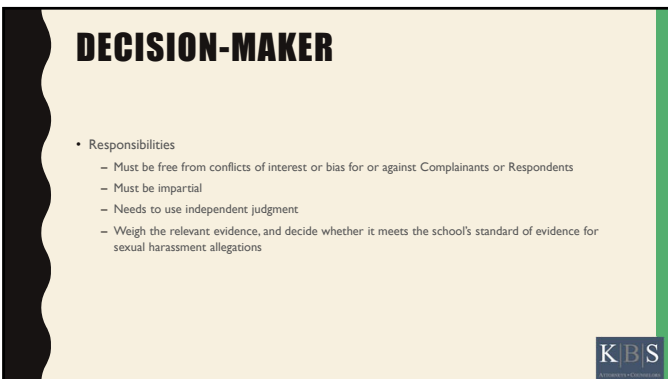 DECISION-MAKER
• Responsibilities
– Must be free from conflicts of interest or bias for or against Complainants or Respondents
– Must be impartial
– Needs to use independent judgment
– Weigh the relevant evidence, and decide whether it meets the school's standard of evidence for
sexual harassment allegations
K|B|S
ATTORNEYS • COUNSELORS